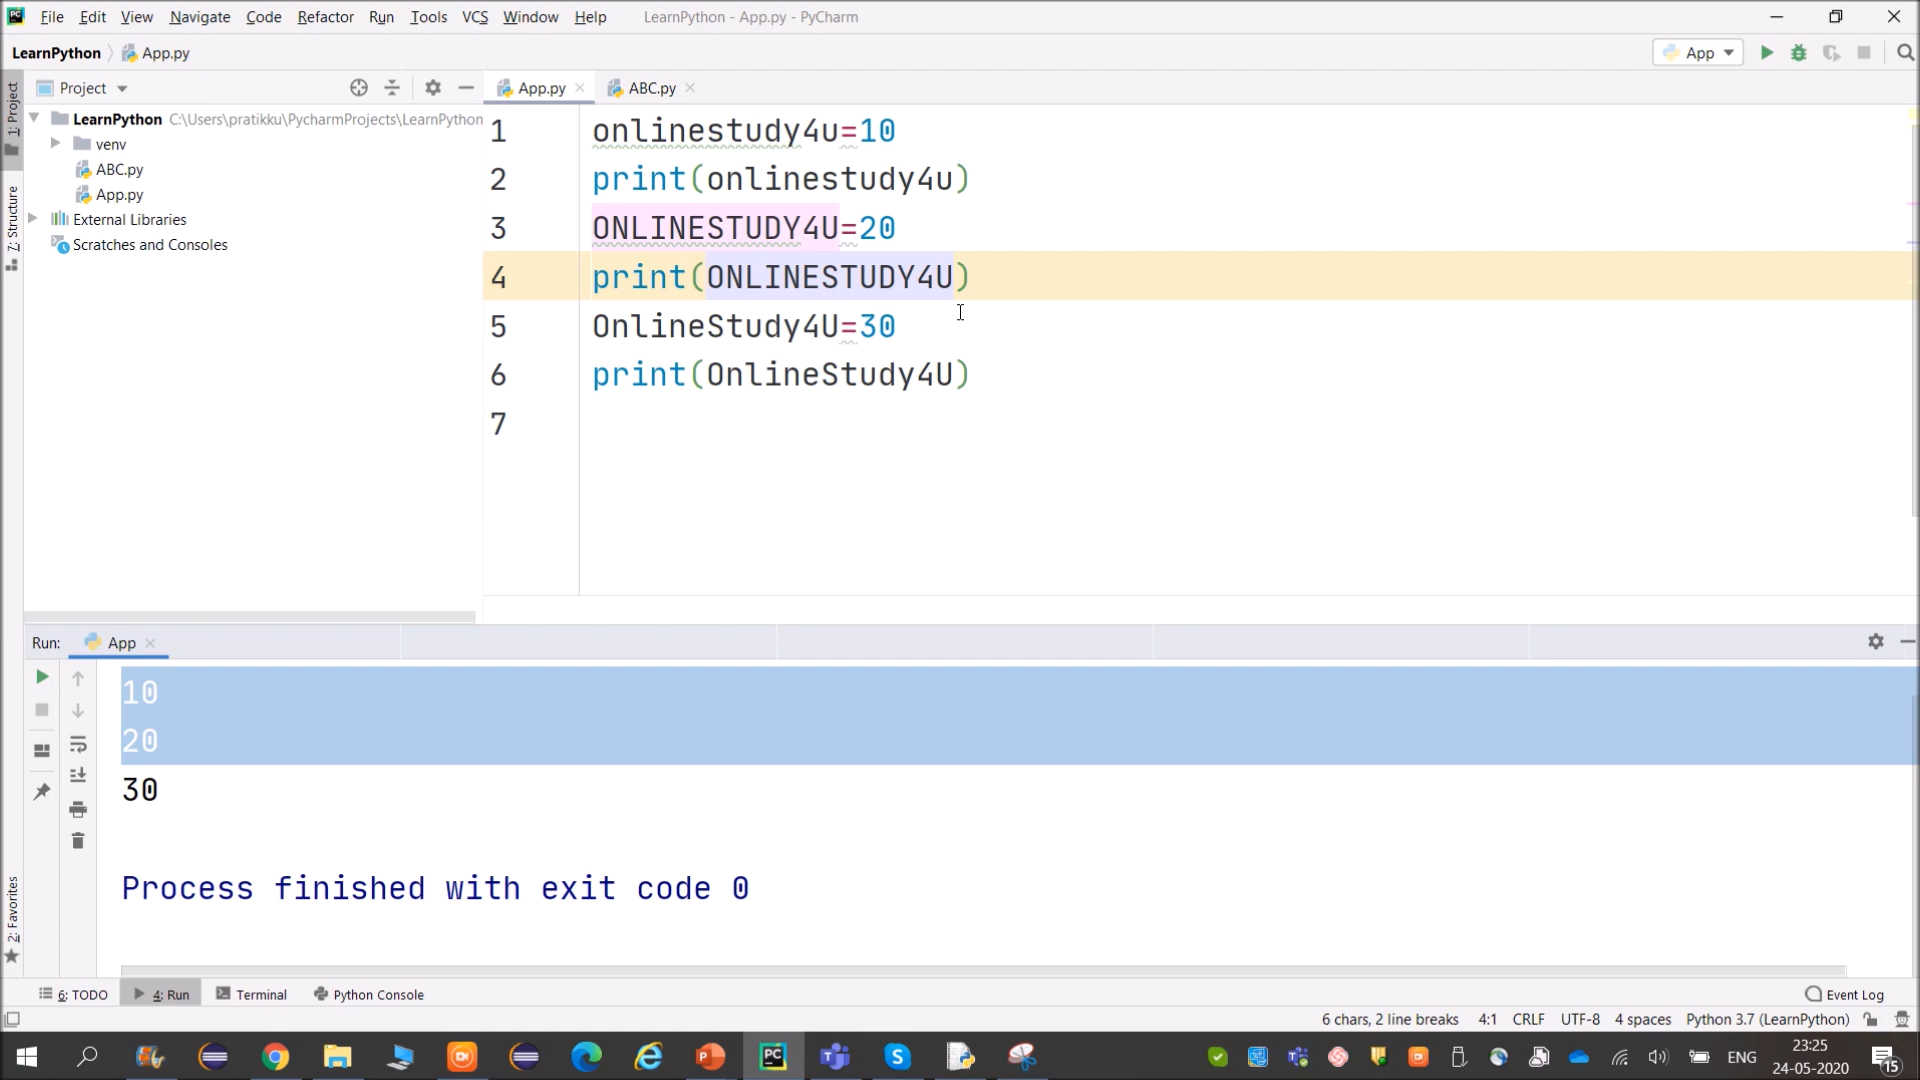 File Edit View Navigate Code Refactor Run Tools VCS Window Help LearnPython - App.py - PyCharm
LearnPython App.py App
Project App.py ABC.py
1: Project
LearnPython C:\Users\pratikku\PycharmProjects\LearnPython
venv
ABC.py
App.py
External Libraries
Scratches and Consoles
7: Structure
1 onlinestudy4u=10
2 print(onlinestudy4u)
3 ONLINESTUDY4U=20
4 print(ONLINESTUDY4U)
5 OnlineStudy4U=30
6 print(OnlineStudy4U)
7
Run: App
10
20
30
Process finished with exit code 0
2: Favorites
6: TODO 4: Run Terminal Python Console Event Log
6 chars, 2 line breaks 4:1 CRLF UTF-8 4 spaces Python 3.7 (LearnPython)
ENG 23:25
24-05-2020
15